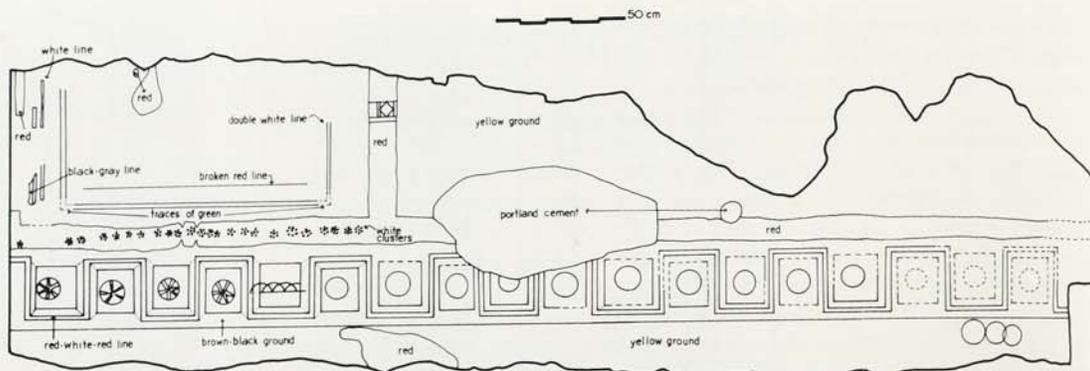 50 cm
white line
red
double white line
red
yellow ground
red
black-gray line
broken red line
traces of green
portland cement
red
white
clusters
red-white-red line
brown-black ground
red
yellow ground